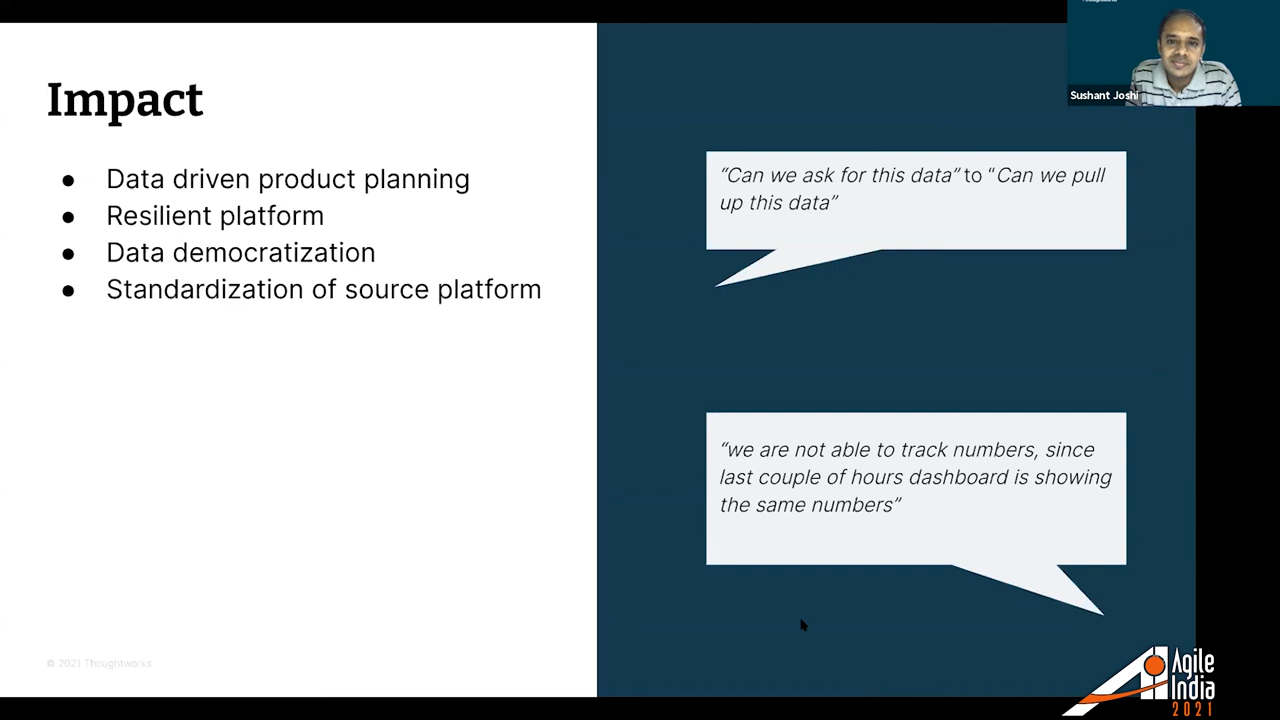 Impact
● Data driven product planning
● Resilient platform
● Data democratization
● Standardization of source platform
“Can we ask for this data” to “Can we pull
up this data”
“we are not able to track numbers, since
last couple of hours dashboard is showing
the same numbers”
Sushant Joshi
© 2021 Thoughtworks
Agile
India
2021